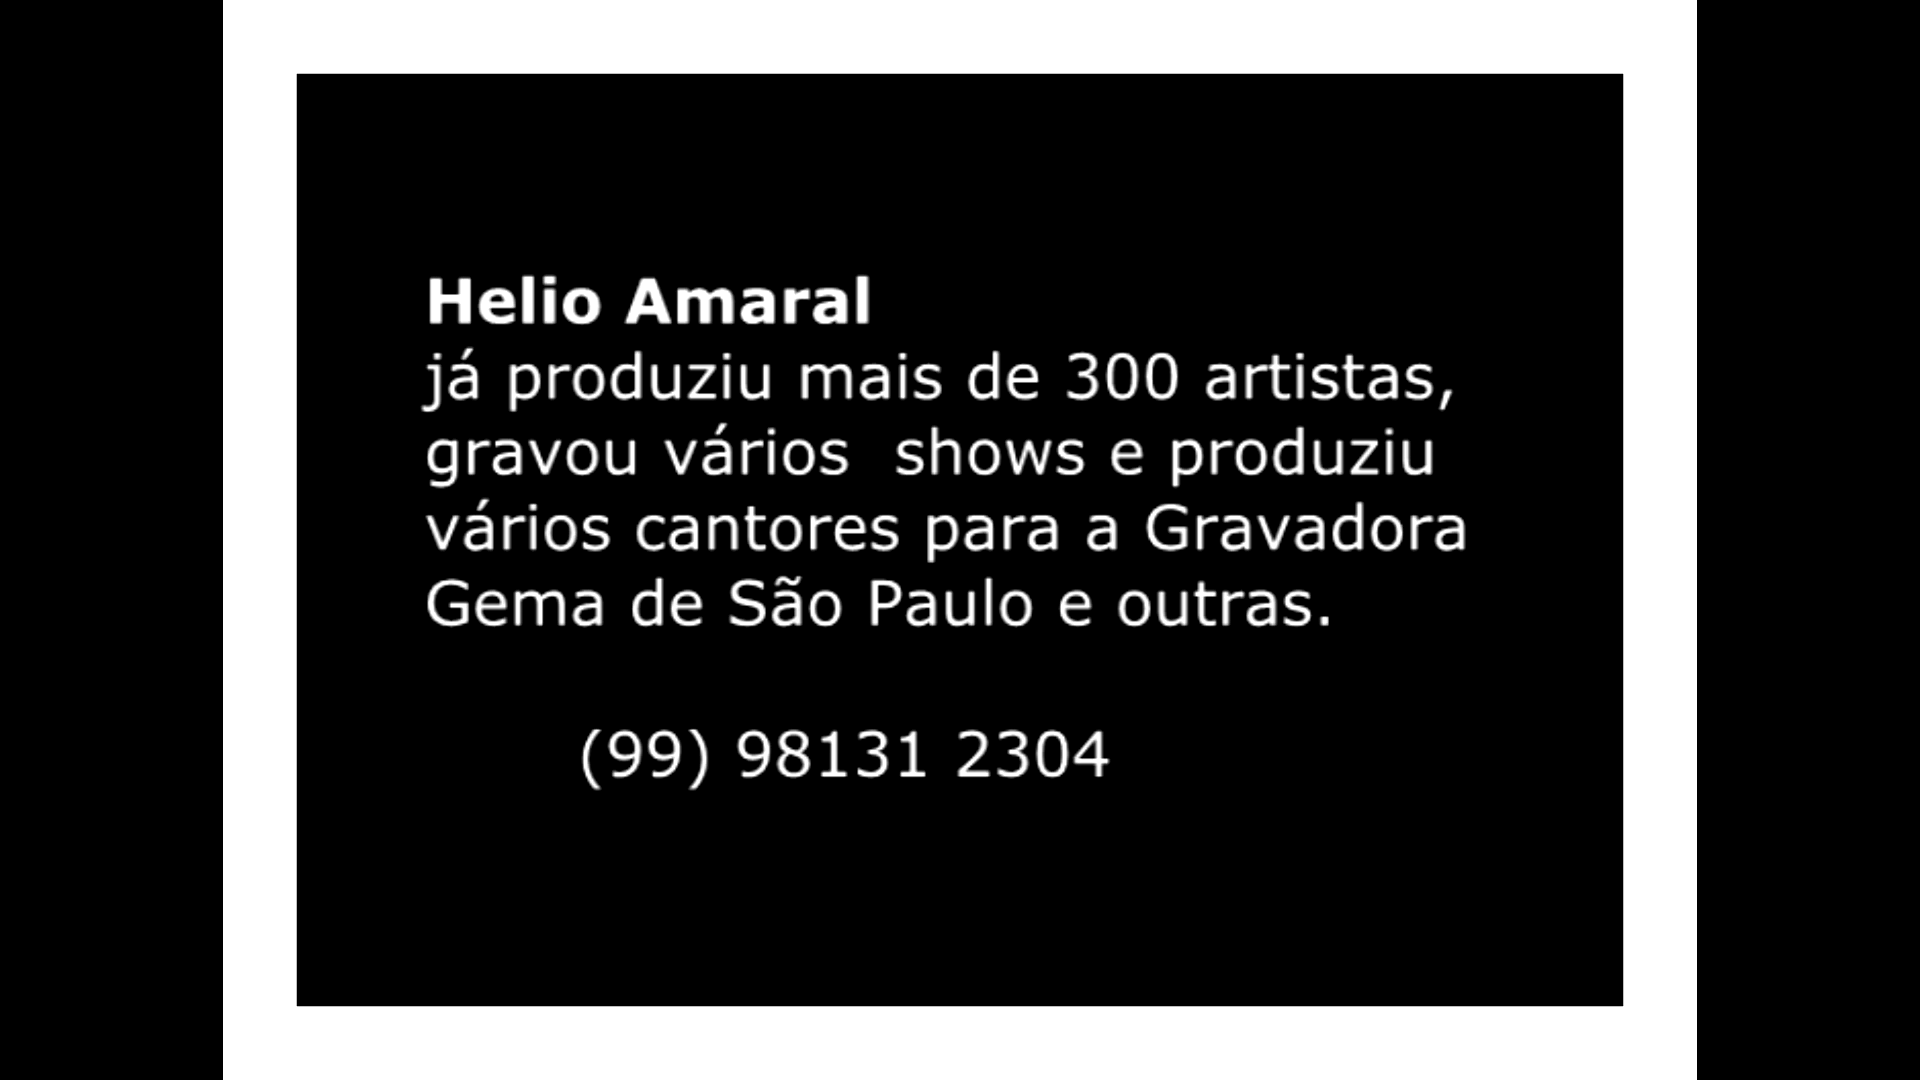 Helio Amaral
já produziu mais de 300 artistas,
gravou vários  shows e produziu
vários cantores para a Gravadora
Gema de São Paulo e outras.
(99) 98131 2304